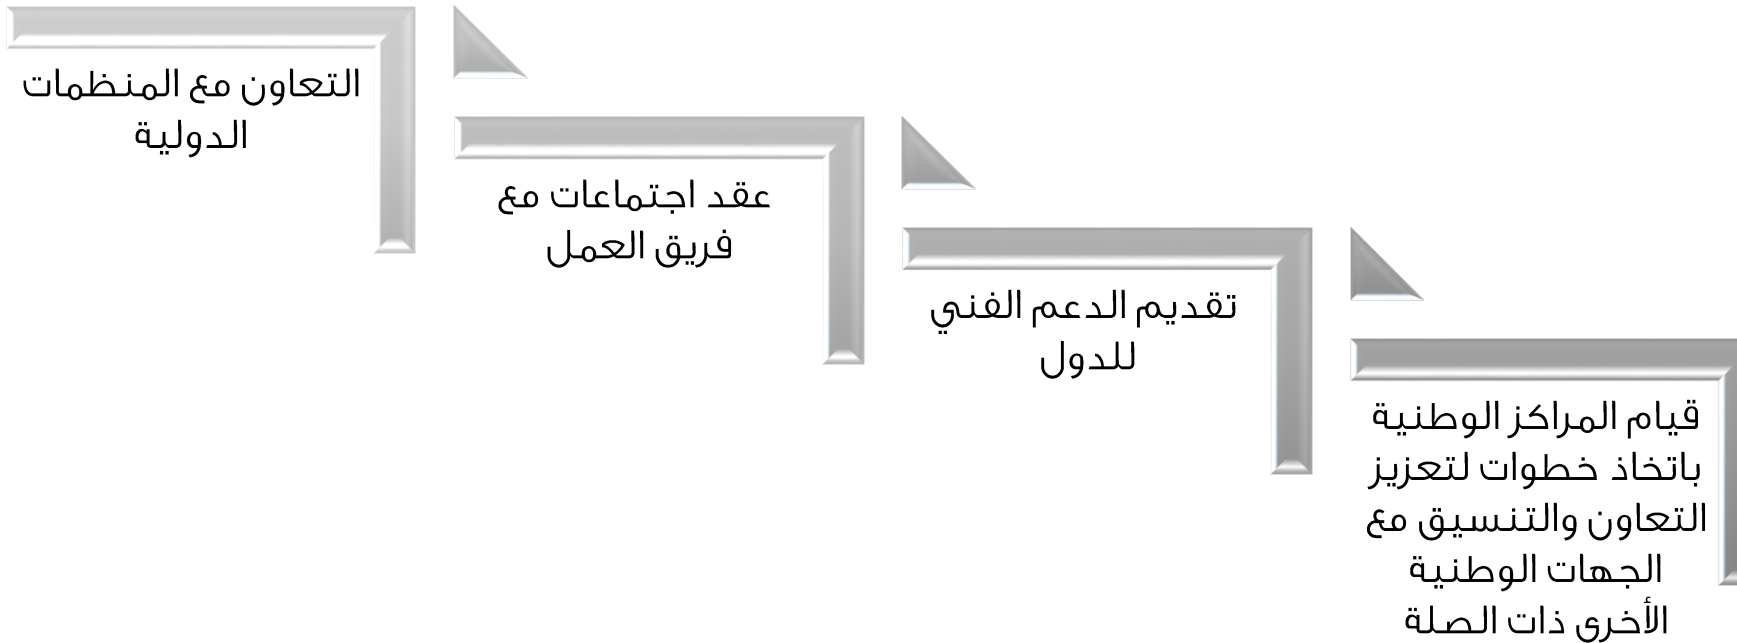 التعاون مع المنظمات
الدولية
عقد اجتماعات مع
فريق العمل
تقديم الدعم الفني
للدول
قيام المراكز الوطنية
باتخاذ خطوات لتعزيز
التعاون والتنسيق مع
الجهات الوطنية
الأخرى ذات الصلة